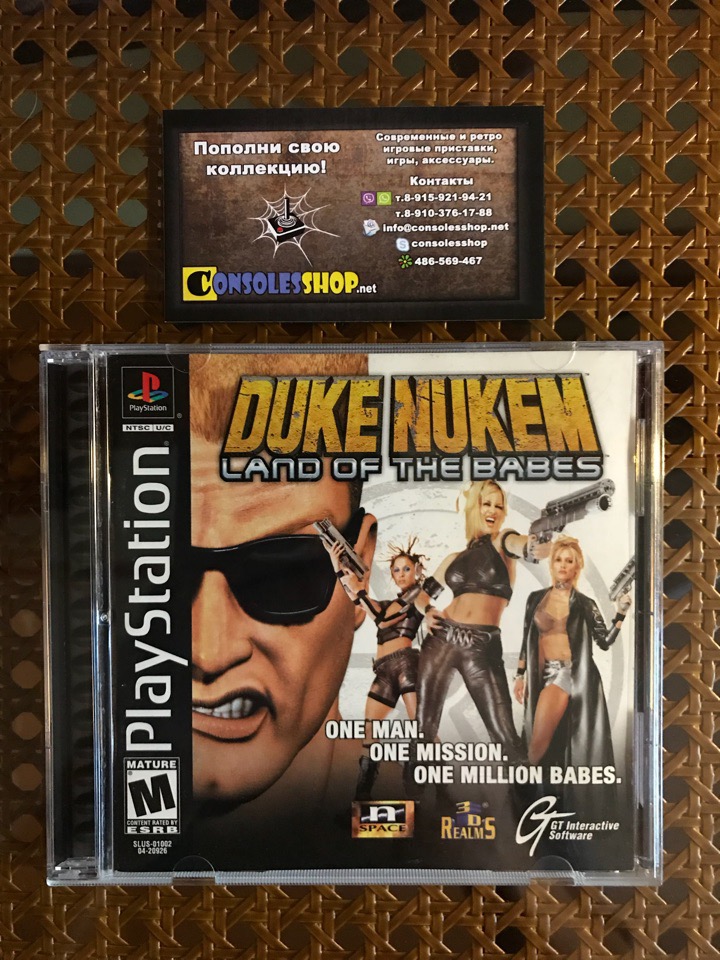 Пополни свою
коллекцию!
CONSOLESSHOP.net
Современные и ретро
игровые приставки,
игры, аксессуары.
Контакты
т.8-915-921-94-21
т.8-910-376-17-88
info@consolesshop.net
consolesshop
486-569-467
PlayStation
NTSC U/C
PlayStation
DUKE NUKEM
LAND OF THE BABES
ONE MAN.
ONE MISSION.
ONE MILLION BABES.
MATURE
M
CONTENT RATED BY
ESRB
SLUS-01002
04-20926
n
SPACE
3D
REALMS
GT
GT Interactive
Software